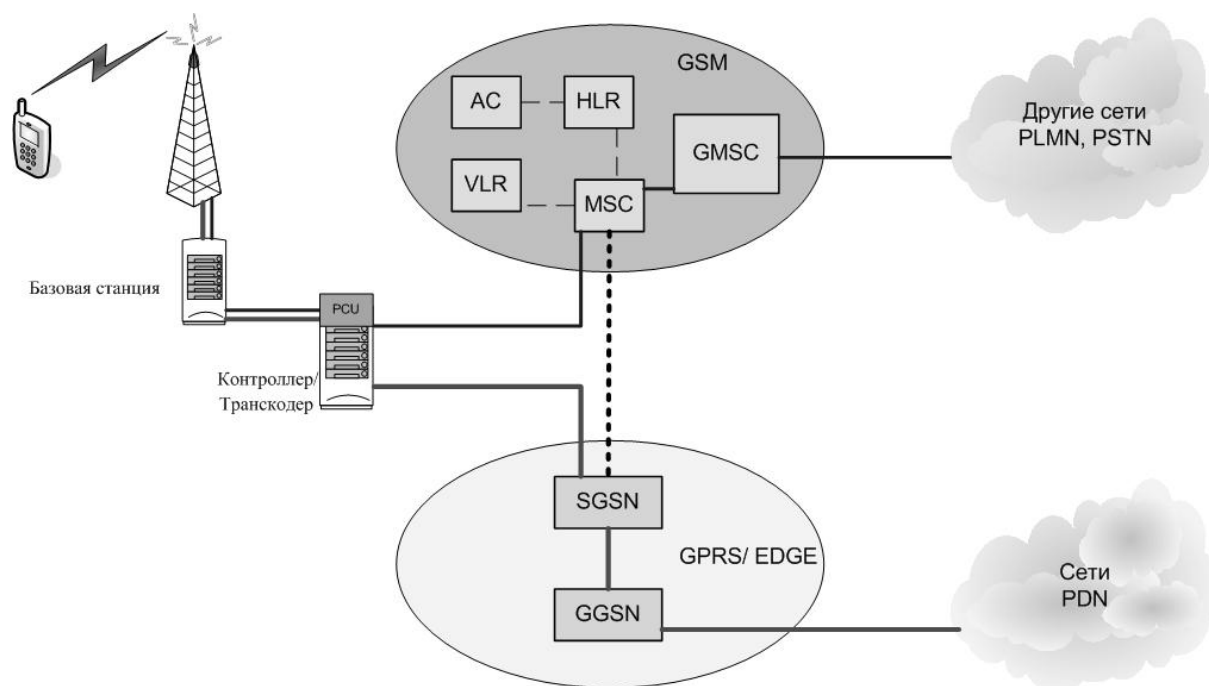 GSM
AC
HLR
GMSC
VLR
MSC
Другие сети
PLMN, PSTN
Базовая станция
PCU
Контроллер/
Транскодер
SGSN
GPRS/ EDGE
GGSN
Сети
PDN